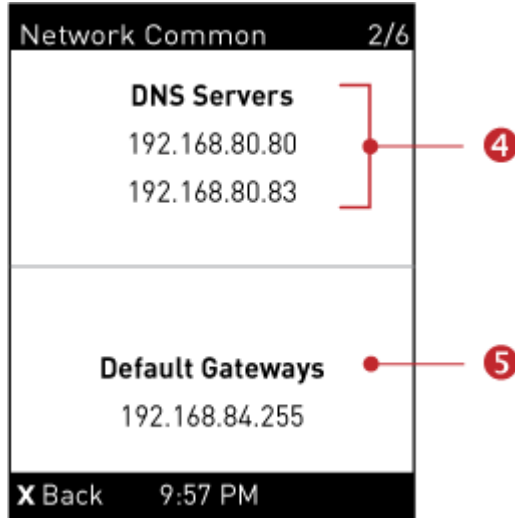 Network Common 2/6
DNS Servers
192.168.80.80
192.168.80.83
4
Default Gateways
5
192.168.84.255
X Back 9:57 PM